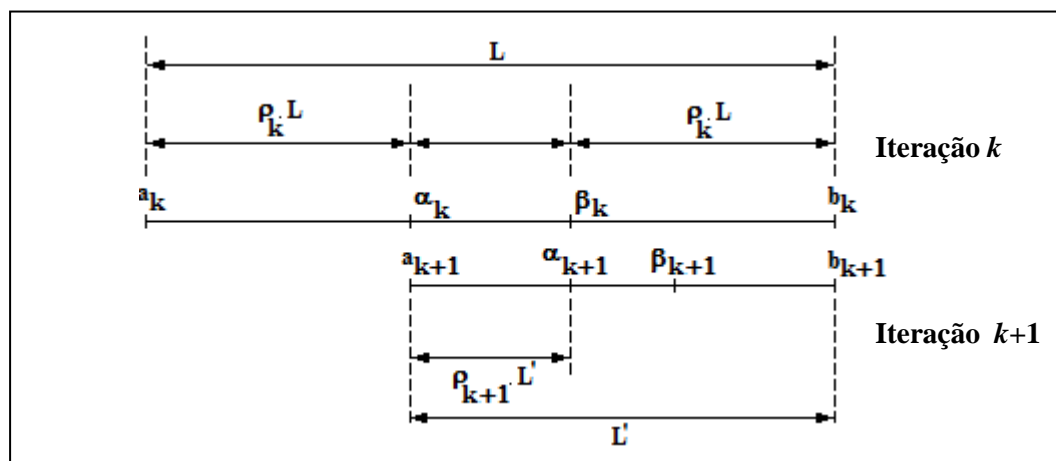 L
ρk.L ρk.L
Iteração k
ak αk βk bk
ak+1 αk+1 βk+1 bk+1
Iteração k+1
ρk+1.L'
L'